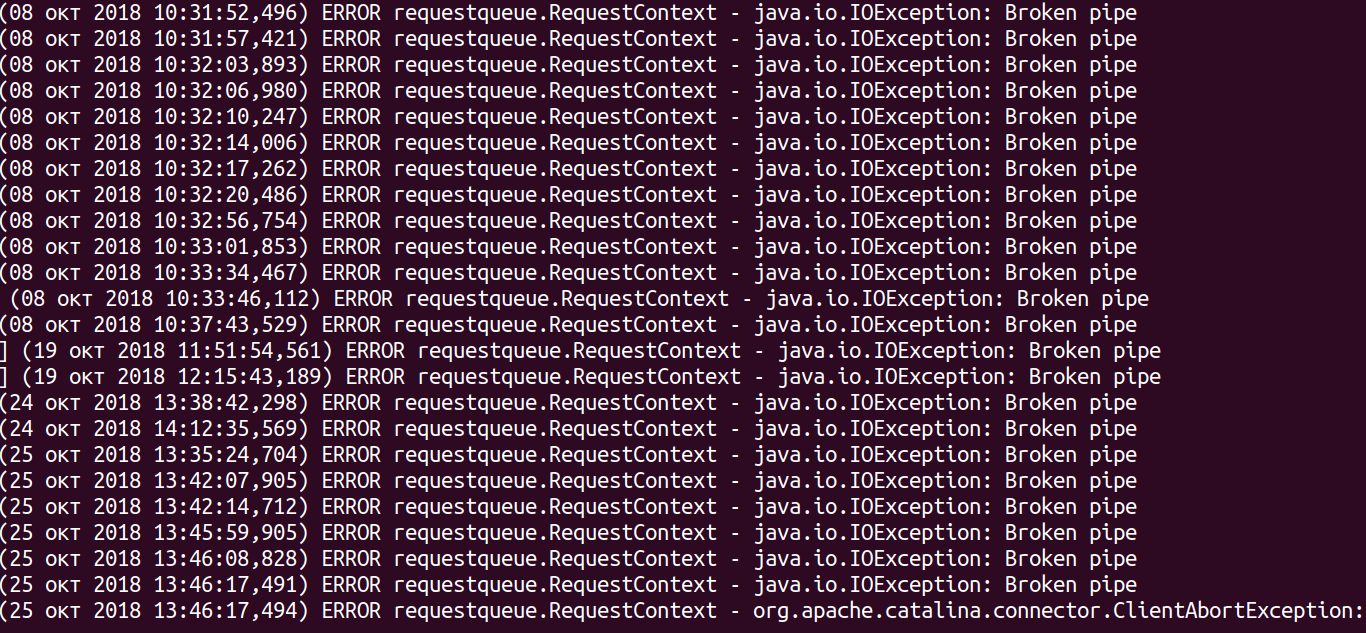 (08 окт 2018 10:31:52,496) ERROR requestqueue.RequestContext - java.io.IOException: Broken pipe
(08 окт 2018 10:31:57,421) ERROR requestqueue.RequestContext - java.io.IOException: Broken pipe
(08 окт 2018 10:32:03,893) ERROR requestqueue.RequestContext - java.io.IOException: Broken pipe
(08 окт 2018 10:32:06,980) ERROR requestqueue.RequestContext - java.io.IOException: Broken pipe
(08 окт 2018 10:32:10,247) ERROR requestqueue.RequestContext - java.io.IOException: Broken pipe
(08 окт 2018 10:32:14,006) ERROR requestqueue.RequestContext - java.io.IOException: Broken pipe
(08 окт 2018 10:32:17,262) ERROR requestqueue.RequestContext - java.io.IOException: Broken pipe
(08 окт 2018 10:32:20,486) ERROR requestqueue.RequestContext - java.io.IOException: Broken pipe
(08 окт 2018 10:32:56,754) ERROR requestqueue.RequestContext - java.io.IOException: Broken pipe
(08 окт 2018 10:33:01,853) ERROR requestqueue.RequestContext - java.io.IOException: Broken pipe
(08 окт 2018 10:33:34,467) ERROR requestqueue.RequestContext - java.io.IOException: Broken pipe
(08 окт 2018 10:33:46,112) ERROR requestqueue.RequestContext - java.io.IOException: Broken pipe
(08 окт 2018 10:37:43,529) ERROR requestqueue.RequestContext - java.io.IOException: Broken pipe
] (19 окт 2018 11:51:54,561) ERROR requestqueue.RequestContext - java.io.IOException: Broken pipe
] (19 окт 2018 12:15:43,189) ERROR requestqueue.RequestContext - java.io.IOException: Broken pipe
(24 окт 2018 13:38:42,298) ERROR requestqueue.RequestContext - java.io.IOException: Broken pipe
(24 окт 2018 14:12:35,569) ERROR requestqueue.RequestContext - java.io.IOException: Broken pipe
(25 окт 2018 13:35:24,704) ERROR requestqueue.RequestContext - java.io.IOException: Broken pipe
(25 окт 2018 13:42:07,905) ERROR requestqueue.RequestContext - java.io.IOException: Broken pipe
(25 окт 2018 13:42:14,712) ERROR requestqueue.RequestContext - java.io.IOException: Broken pipe
(25 окт 2018 13:45:59,905) ERROR requestqueue.RequestContext - java.io.IOException: Broken pipe
(25 окт 2018 13:46:08,828) ERROR requestqueue.RequestContext - java.io.IOException: Broken pipe
(25 окт 2018 13:46:17,491) ERROR requestqueue.RequestContext - java.io.IOException: Broken pipe
(25 окт 2018 13:46:17,494) ERROR requestqueue.RequestContext - org.apache.catalina.connector.ClientAbortException: